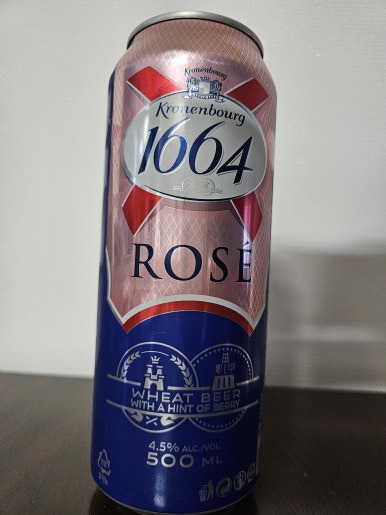 Kronenbourg
Kronenbourg
1664
ROSÉ
WHEAT BEER
WITH A HINT OF BERRY
4.5% ALC./VOL.
500 ML